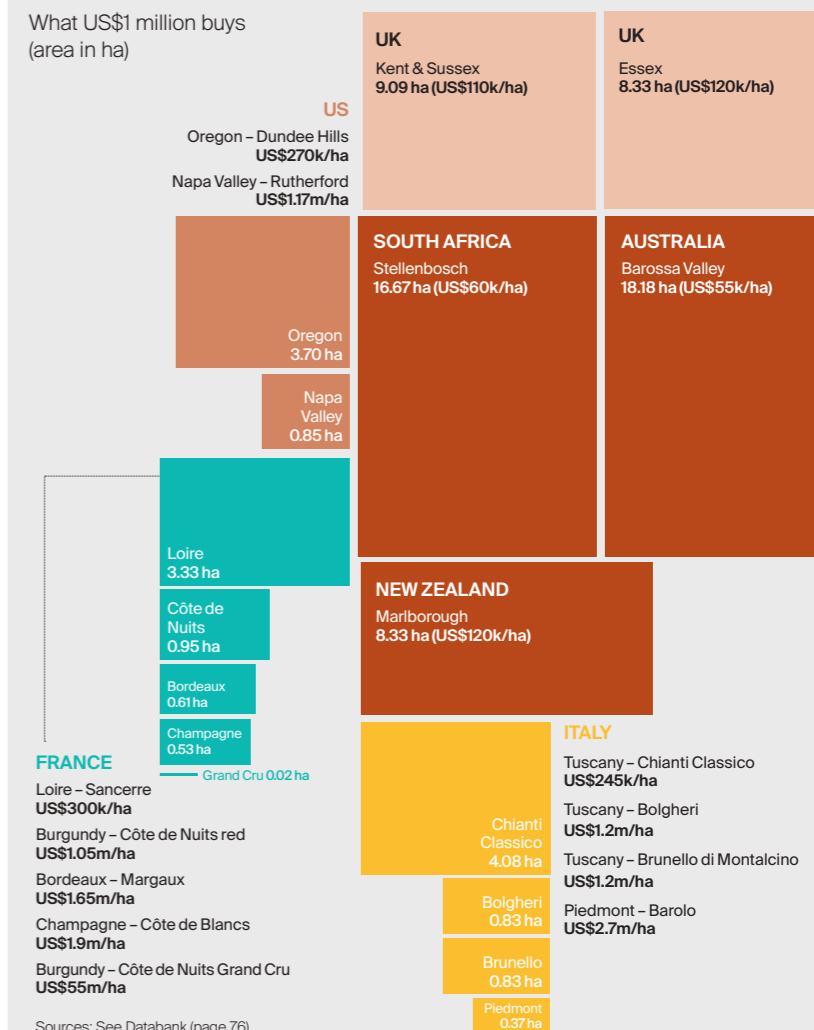 What US$1 million buys
(area in ha)
UK
Kent & Sussex
9.09 ha (US$110k/ha)
UK
Essex
8.33 ha (US$120k/ha)
US
Oregon – Dundee Hills
US$270k/ha
Napa Valley – Rutherford
US$1.17m/ha
Oregon
3.70 ha
Napa
Valley
0.85 ha
SOUTH AFRICA
Stellenbosch
16.67 ha (US$60k/ha)
AUSTRALIA
Barossa Valley
18.18 ha (US$55k/ha)
Loire
3.33 ha
Côte de
Nuits
0.95 ha
Bordeaux
0.61 ha
Champagne
0.53 ha
Grand Cru 0.02 ha
NEW ZEALAND
Marlborough
8.33 ha (US$120k/ha)
FRANCE
Loire – Sancerre
US$300k/ha
Burgundy – Côte de Nuits red
US$1.05m/ha
Bordeaux – Margaux
US$1.65m/ha
Champagne – Côte de Blancs
US$1.9m/ha
Burgundy – Côte de Nuits Grand Cru
US$55m/ha
Chianti
Classico
4.08 ha
Bolgheri
0.83 ha
Brunello
0.83 ha
Piedmont
0.37 ha
ITALY
Tuscany – Chianti Classico
US$245k/ha
Tuscany – Bolgheri
US$1.2m/ha
Tuscany – Brunello di Montalcino
US$1.2m/ha
Piedmont – Barolo
US$2.7m/ha
Sources: See Databank (page 76)